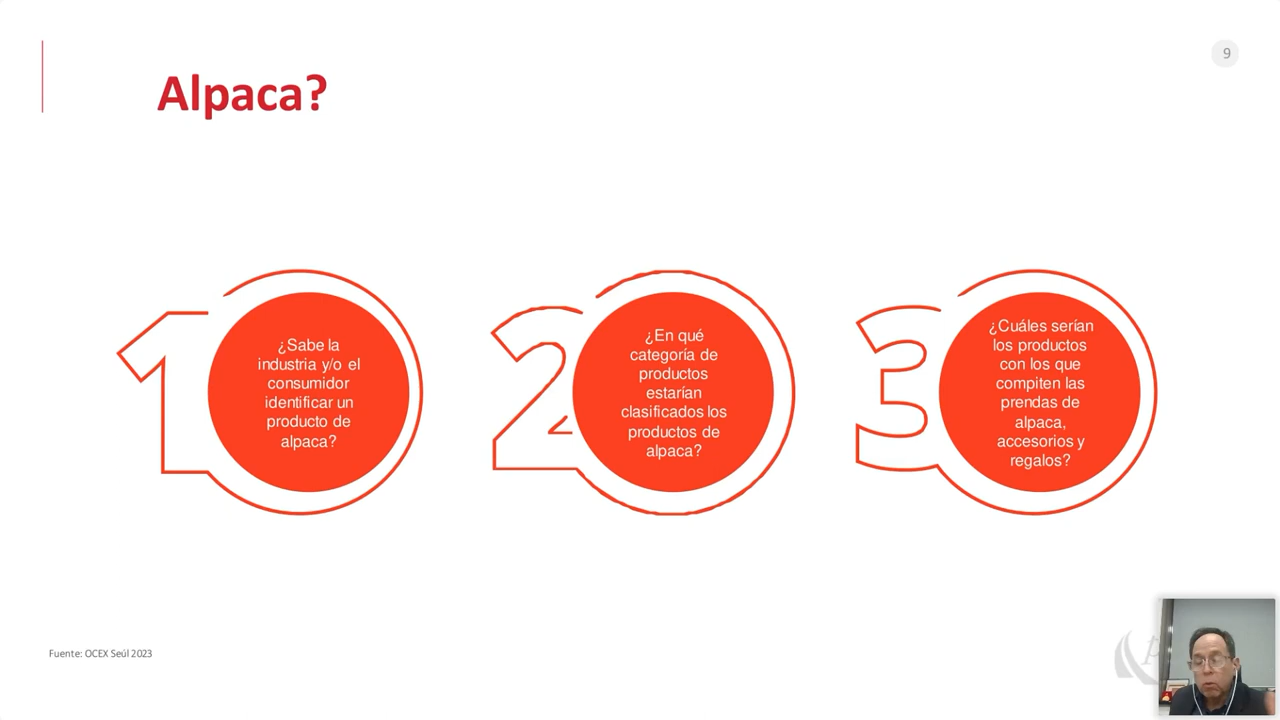 9
Alpaca?
1
¿Sabe la
industria y/o el
consumidor
identificar un
producto de
alpaca?
2
¿En qué
categoría de
productos
estarían
clasificados los
productos de
alpaca?
3
¿Cuáles serían
los productos
con los que
compiten las
prendas de
alpaca,
accesorios y
regalos?
Fuente: OCEX Seúl 2023